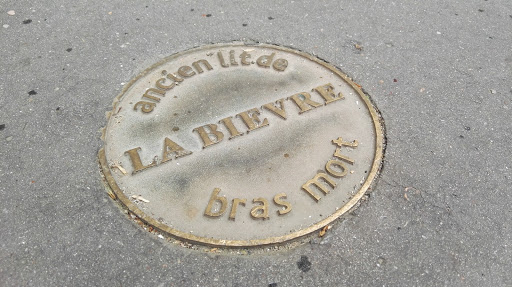 ancien lit de
LA BIEVRE
bras mort